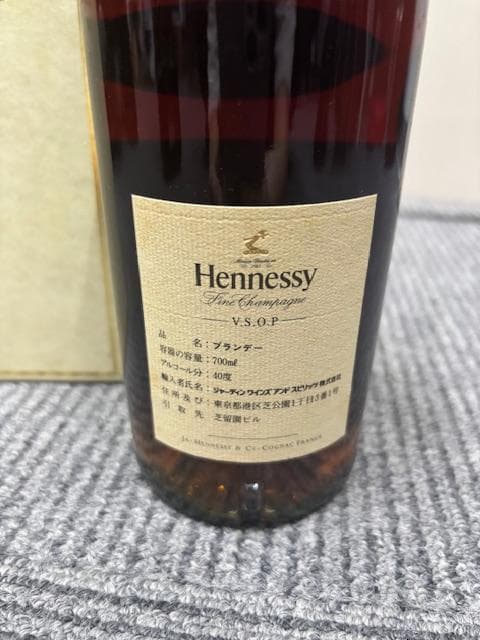 Hennessy
Fine Champagne
V.S.O.P
品名：ブランデー
容器の容量：700ml
アルコール分：40度
輸入者氏名：ジャーディンワインズアンドスピリッツ株式会社
住所及び：東京都港区芝公園1丁目3番1号
引取先 芝留園ビル
JAs HENNESSY & Co-COGNAC FRANCE